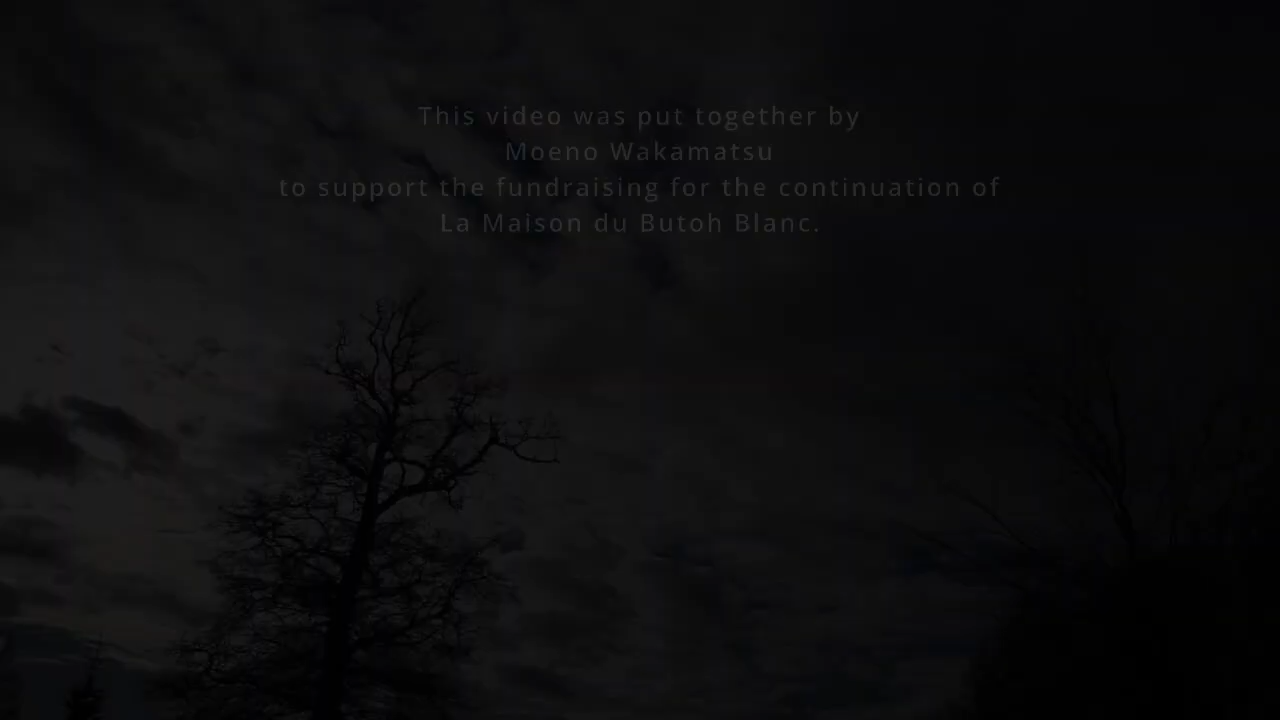 This video was put together by
Moeno Wakamatsu
to support the fundraising for the continuation of
La Maison du Butoh Blanc.